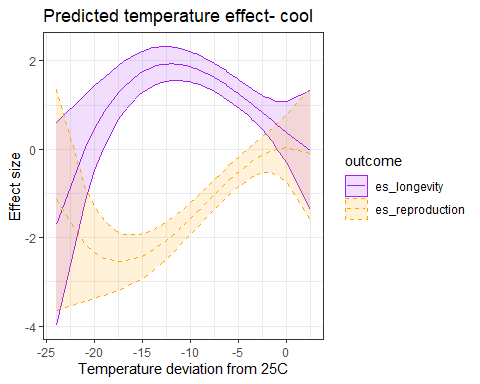 Predicted temperature effect- cool
Effect size
2
0
-2
-4
-25
-20
-15
-10
-5
0
Temperature deviation from 25C
outcome
es_longevity
es_reproduction